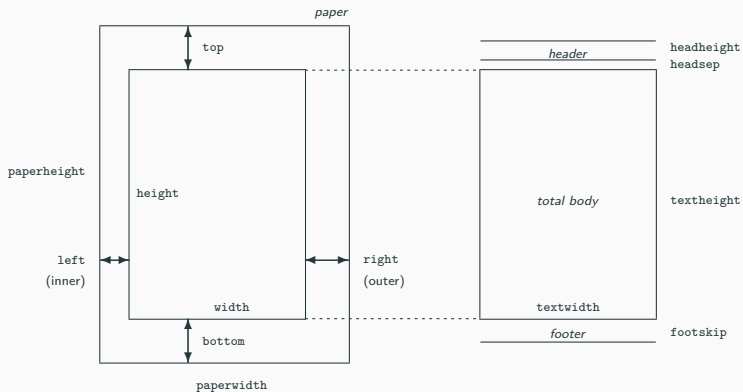 paper
top
header
headheight
headsep
paperheight
height
total body
textheight
left
(inner)
right
(outer)
width
textwidth
bottom
footer
footskip
paperwidth